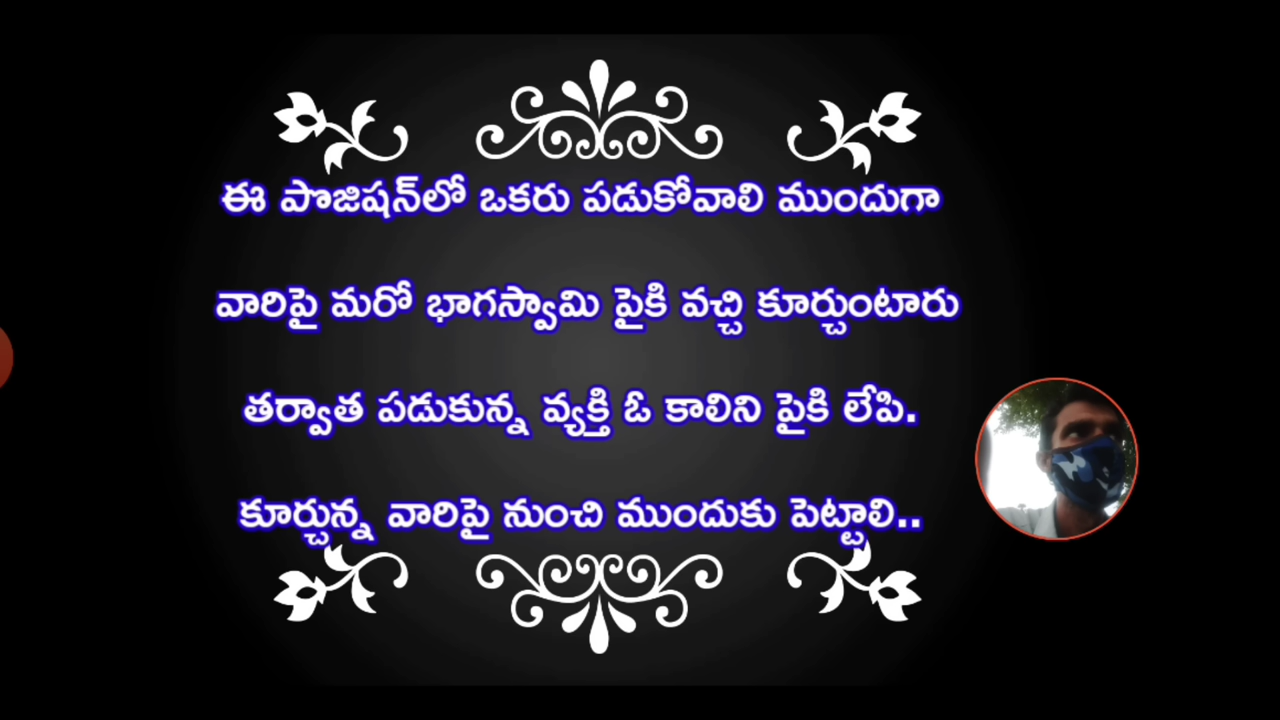 ఈ పొజిషన్‌లో ఒకరు పడుకోవాలి ముందుగా
వారిపై మరో భాగస్వామి పైకి వచ్చి కూర్చుంటారు
తర్వాత పడుకున్న వ్యక్తి ఓ కాలిని పైకి లేపి.
కూర్చున్న వారిపై నుంచి ముందుకు పెట్టాలి..